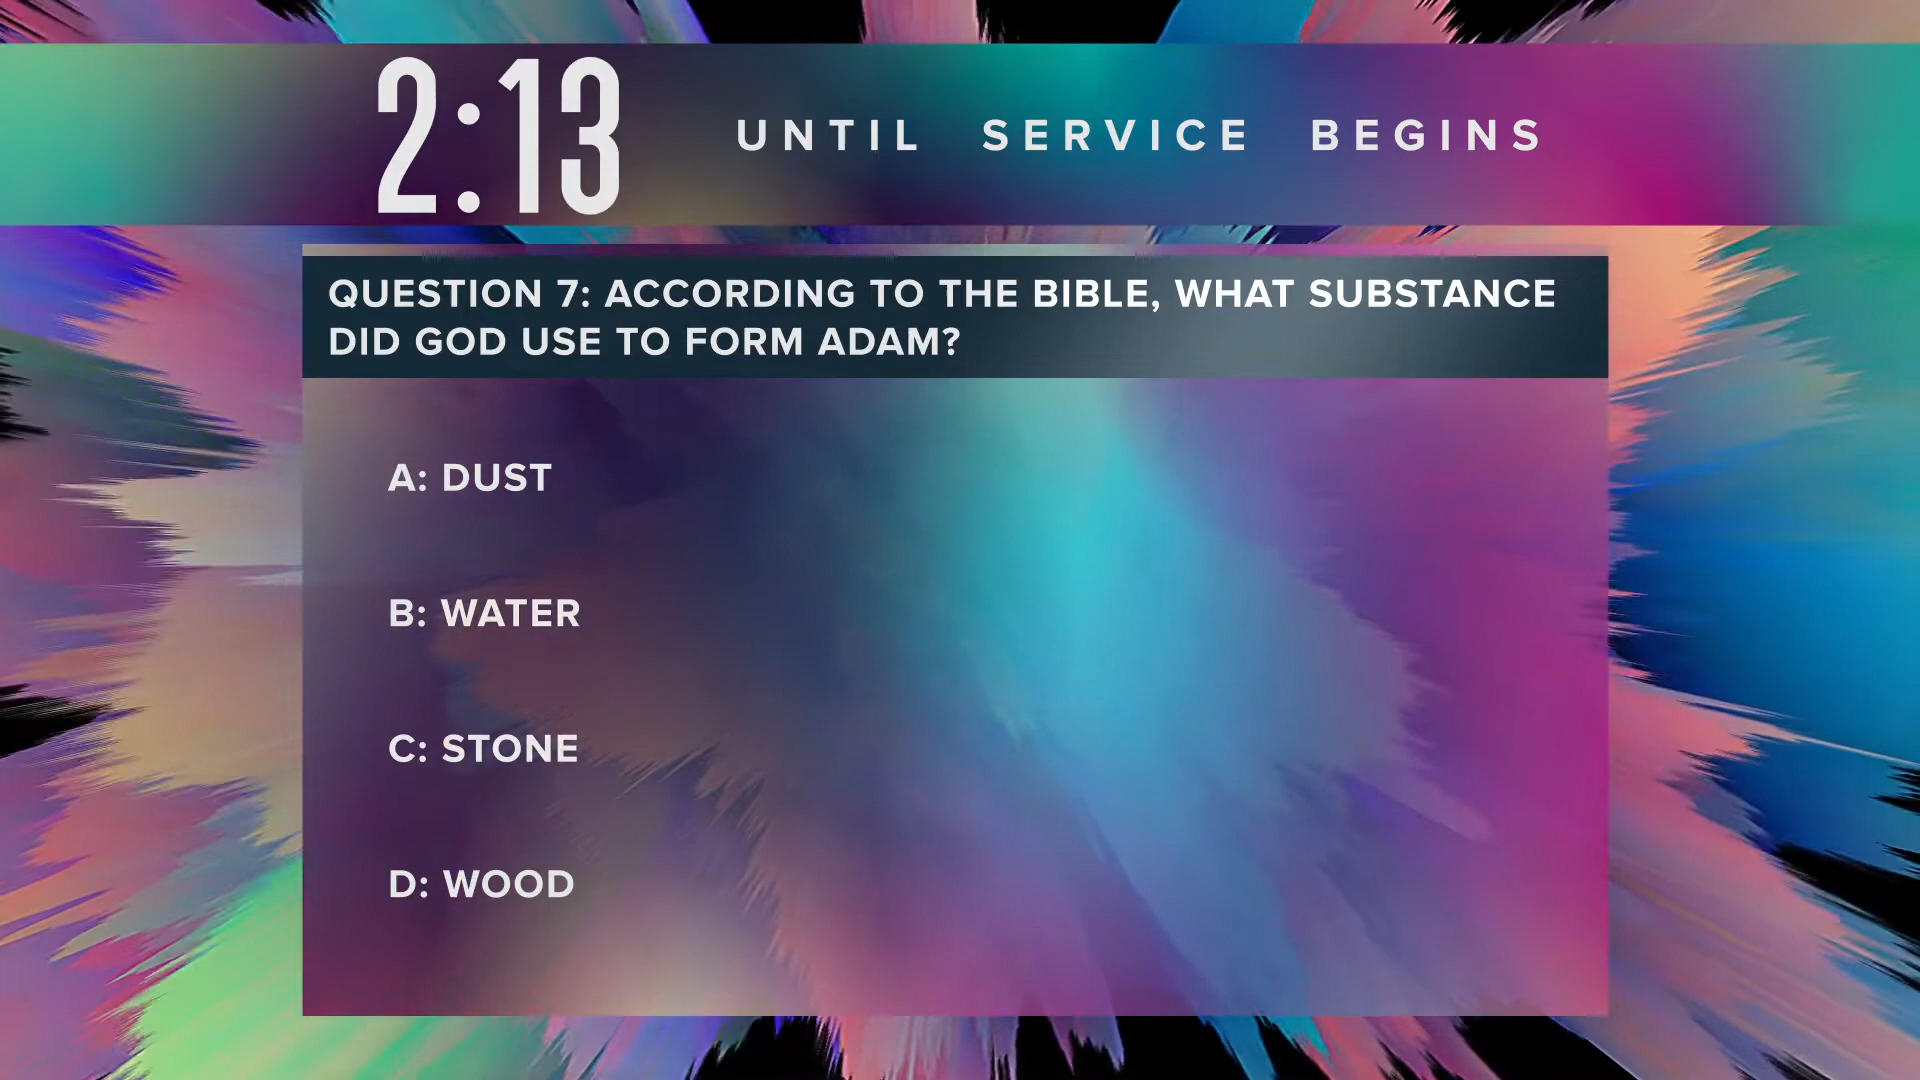 2:13 UNTIL SERVICE BEGINS
QUESTION 7: ACCORDING TO THE BIBLE, WHAT SUBSTANCE
DID GOD USE TO FORM ADAM?
A: DUST
B: WATER
C: STONE
D: WOOD